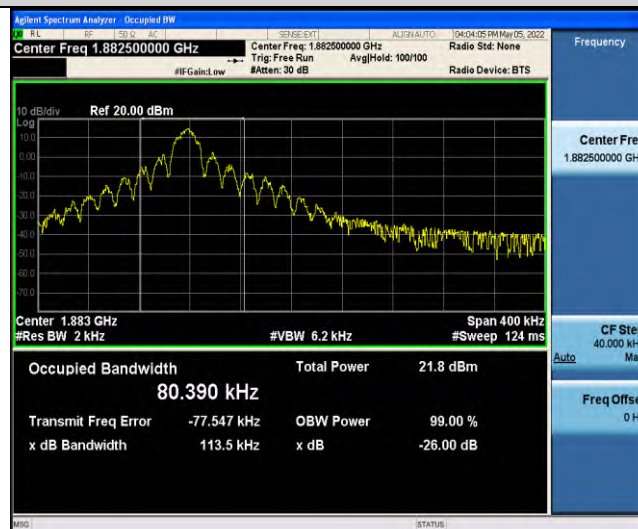 Agilent Spectrum Analyzer - Occupied BW
RL RF 50 Ω AC SENSE:EXT ALIGNAUTO 04:04:05 PM May 05, 2022
Center Freq 1.882500000 GHz
Center Freq: 1.882500000 GHz
Radio Std: None
Trig: Free Run Avg|Hold: 100/100
#IFGain:Low #Atten: 30 dB Radio Device: BTS
10 dB/div Ref 20.00 dBm
Log
10.0
0.00
-10.0
-20.0
-30.0
-40.0
-50.0
-60.0
-70.0
Center 1.883 GHz Span 400 kHz
#Res BW 2 kHz #VBW 6.2 kHz #Sweep 124 ms
Occupied Bandwidth Total Power 21.8 dBm
80.390 kHz
Transmit Freq Error -77.547 kHz OBW Power 99.00 %
x dB Bandwidth 113.5 kHz x dB -26.00 dB
MSG STATUS
Frequency
Center Fre
1.882500000 GH
CF Ste
40.000 kH
Auto Ma
Freq Offse
0 H